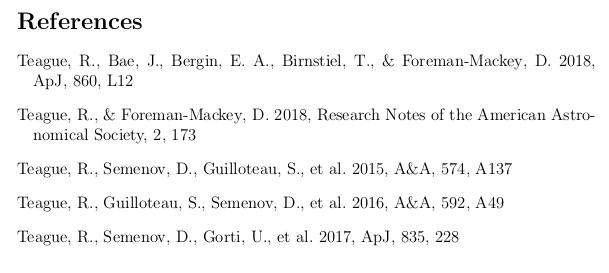 References
Teague, R., Bae, J., Bergin, E. A., Birnstiel, T., & Foreman-Mackey, D. 2018,
ApJ, 860, L12
Teague, R., & Foreman-Mackey, D. 2018, Research Notes of the American Astro-
nomical Society, 2, 173
Teague, R., Semenov, D., Guilloteau, S., et al. 2015, A&A, 574, A137
Teague, R., Guilloteau, S., Semenov, D., et al. 2016, A&A, 592, A49
Teague, R., Semenov, D., Gorti, U., et al. 2017, ApJ, 835, 228